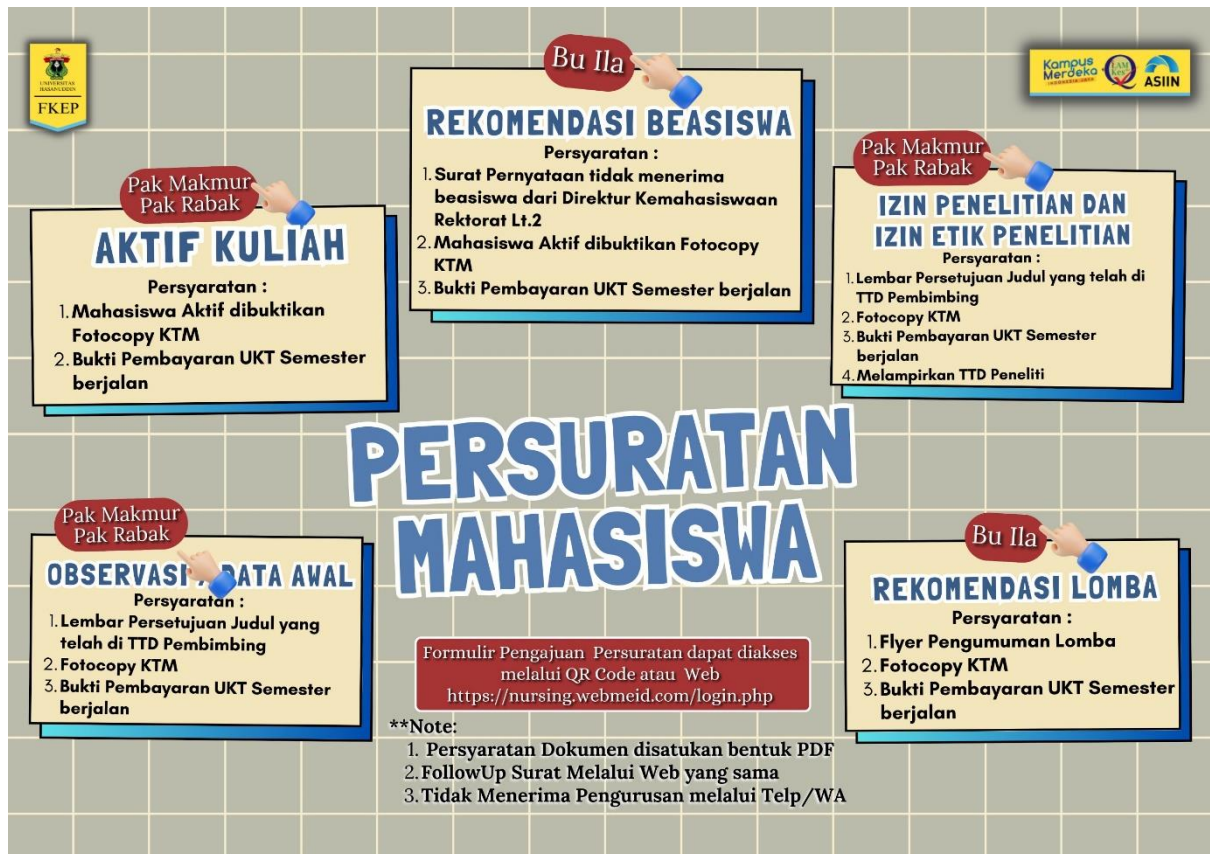 UNIVERSITAS
HASANUDDIN
FKEP
Kampus
Merdeka
INDONESIA JAYA
LAM
PTKes
ASIIN
Bu Ila
REKOMENDASI BEASISWA
Persyaratan :
1. Surat Pernyataan tidak menerima
beasiswa dari Direktur Kemahasiswaan
Rektorat Lt.2
2. Mahasiswa Aktif dibuktikan Fotocopy
KTM
3. Bukti Pembayaran UKT Semester berjalan
Pak Makmur
Pak Rabak
AKTIF KULIAH
Persyaratan :
1. Mahasiswa Aktif dibuktikan
Fotocopy KTM
2. Bukti Pembayaran UKT Semester
berjalan
Pak Makmur
Pak Rabak
IZIN PENELITIAN DAN
IZIN ETIK PENELITIAN
Persyaratan :
1. Lembar Persetujuan Judul yang telah di
TTD Pembimbing
2. Fotocopy KTM
3. Bukti Pembayaran UKT Semester
berjalan
4. Melampirkan TTD Peneliti
PERSURATAN
MAHASISWA
Pak Makmur
Pak Rabak
OBSERVASI / DATA AWAL
Persyaratan :
1. Lembar Persetujuan Judul yang
telah di TTD Pembimbing
2. Fotocopy KTM
3. Bukti Pembayaran UKT Semester
berjalan
Bu Ila
REKOMENDASI LOMBA
Persyaratan :
1. Flyer Pengumuman Lomba
2. Fotocopy KTM
3. Bukti Pembayaran UKT Semester
berjalan
Formulir Pengajuan Persuratan dapat diakses
melalui QR Code atau Web
https://nursing.webmeid.com/login.php
**Note:
1. Persyaratan Dokumen disatukan bentuk PDF
2. FollowUp Surat Melalui Web yang sama
3. Tidak Menerima Pengurusan melalui Telp/WA